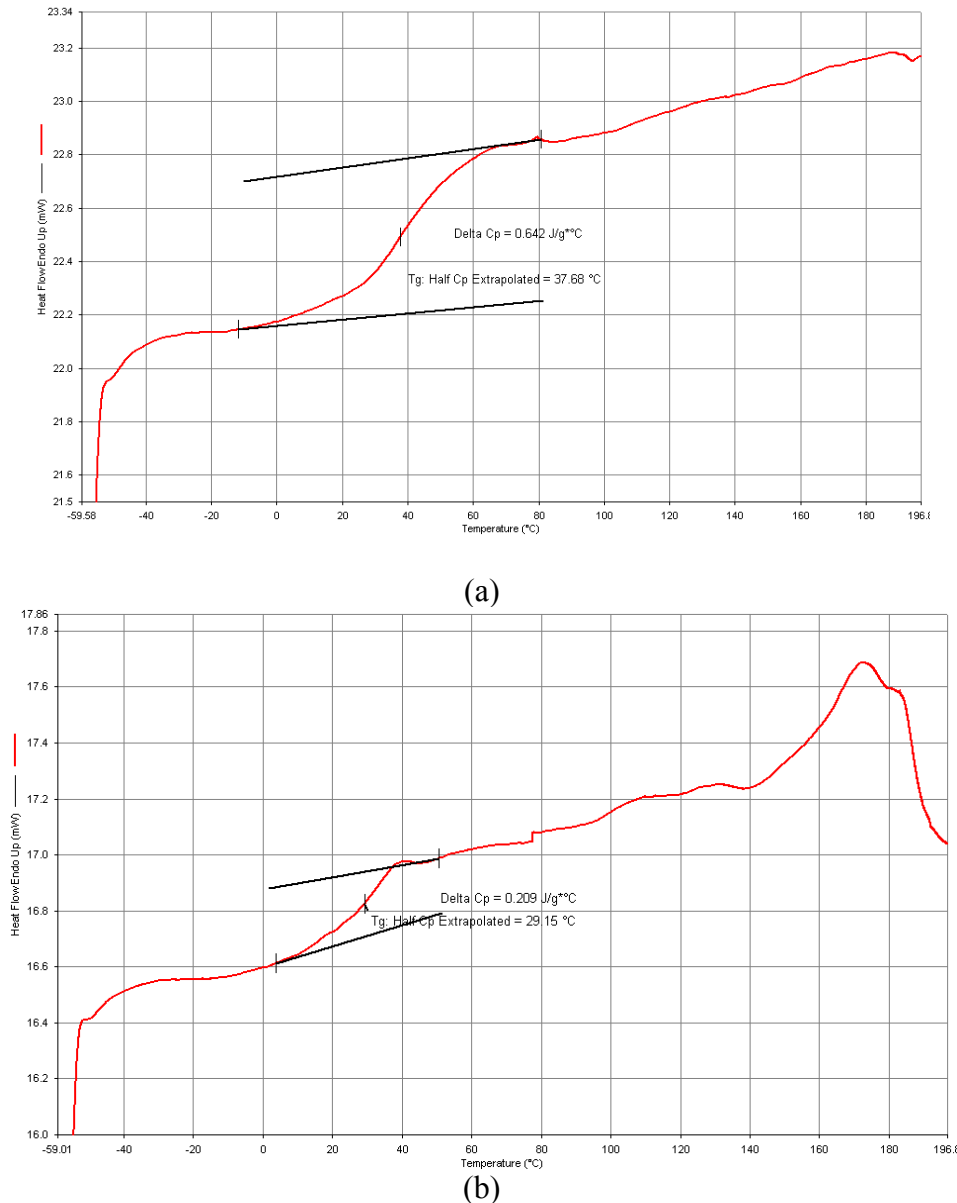 23.34
23.2
23.0
22.8
22.6
22.4
22.2
22.0
21.8
21.6
21.5
Heat Flow Endo Up (mW)
Delta Cp = 0.642 J/g*°C
Tg: Half Cp Extrapolated = 37.68 °C
-59.58 -40 -20 0 20 40 60 80 100 120 140 160 180 196.8
Temperature (°C)
(a)
17.86
17.8
17.6
17.4
17.2
17.0
16.8
16.6
16.4
16.2
16.0
Heat Flow Endo Up (mW)
Delta Cp = 0.209 J/g*°C
Tg: Half Cp Extrapolated = 29.15 °C
-59.01 -40 -20 0 20 40 60 80 100 120 140 160 180 196.8
Temperature (°C)
(b)